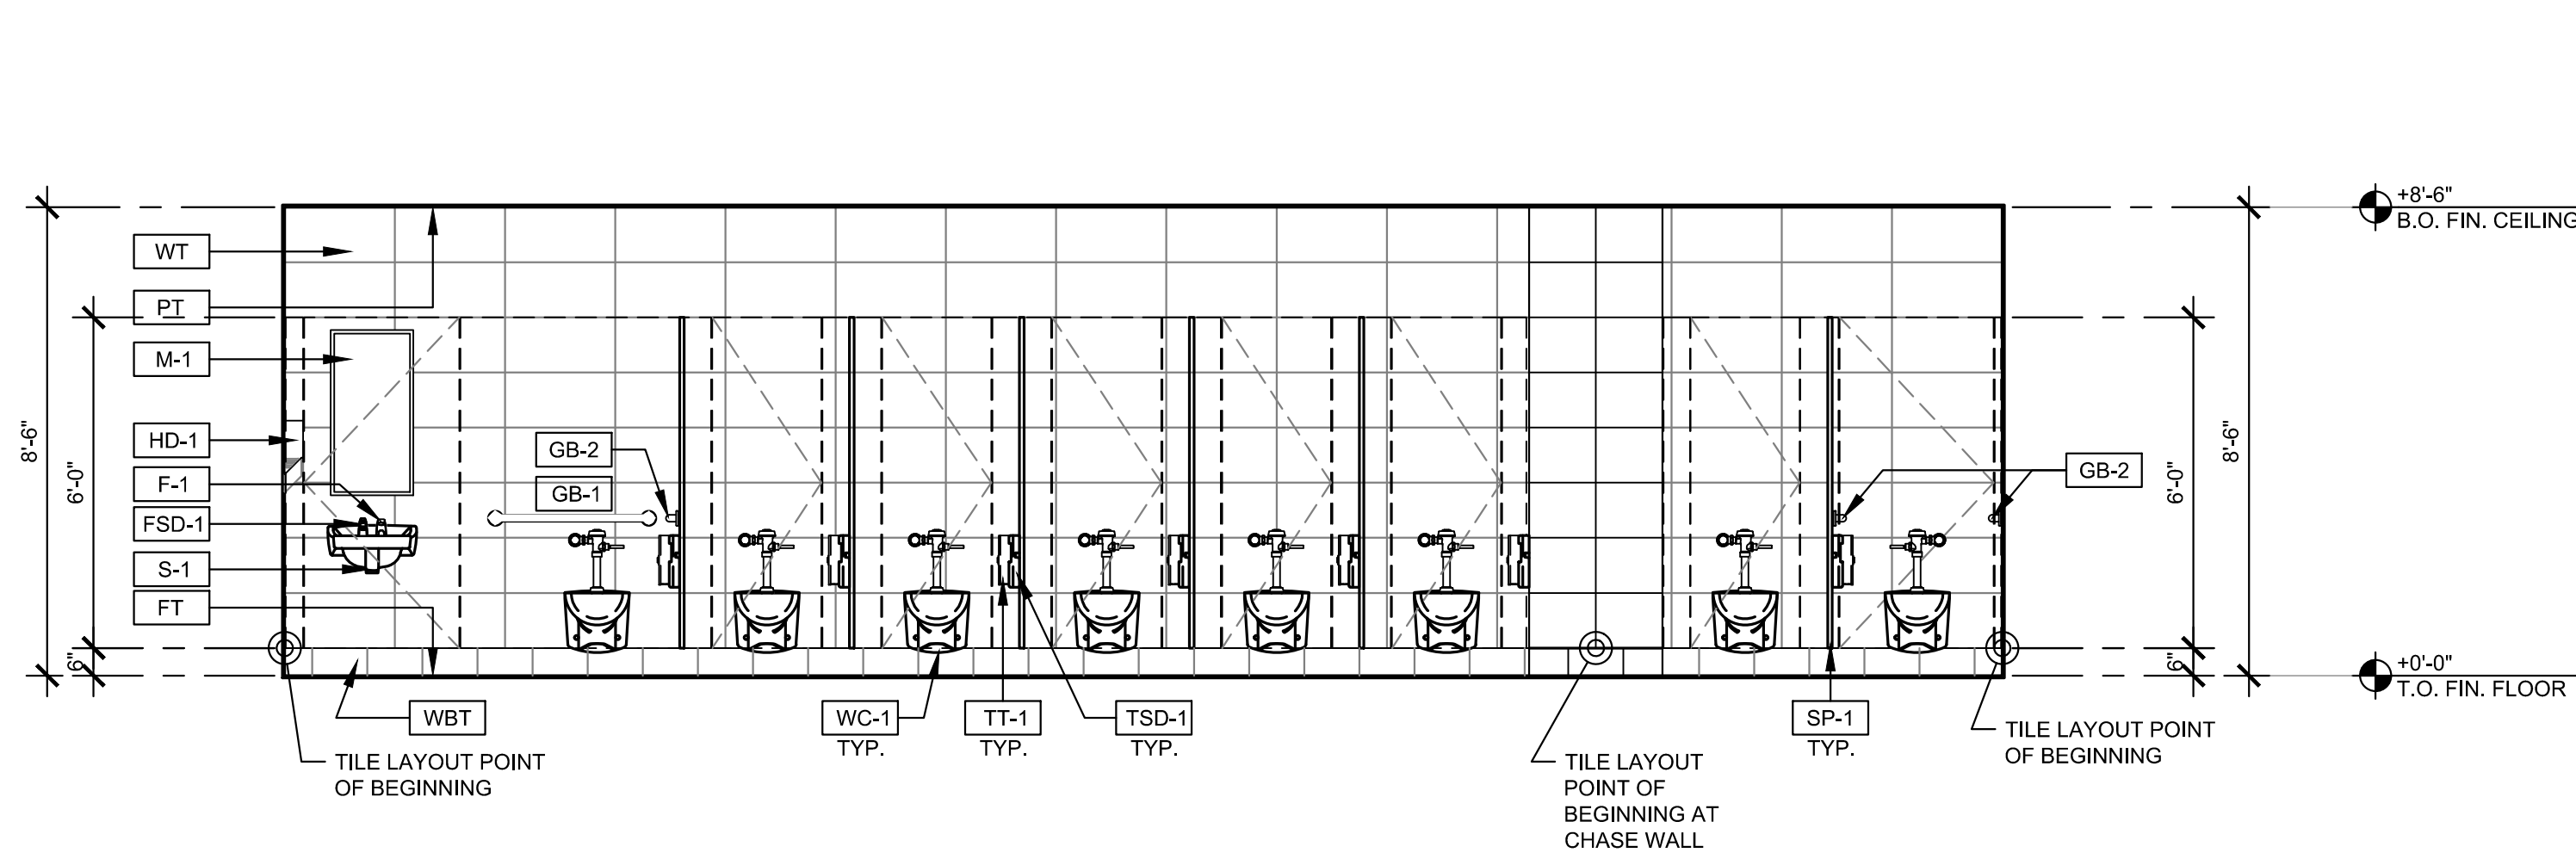 +8'-6"
B.O. FIN. CEILING
WT
PT
M-1
HD-1
F-1
FSD-1
S-1
FT
8'-6"
6'-0"
6"
GB-2
GB-1
GB-2
6'-0"
8'-6"
6"
+0'-0"
T.O. FIN. FLOOR
WBT
WC-1
TYP.
TT-1
TYP.
TSD-1
TYP.
SP-1
TYP.
TILE LAYOUT POINT
OF BEGINNING
TILE LAYOUT
POINT OF
BEGINNING AT
CHASE WALL
TILE LAYOUT POINT
OF BEGINNING